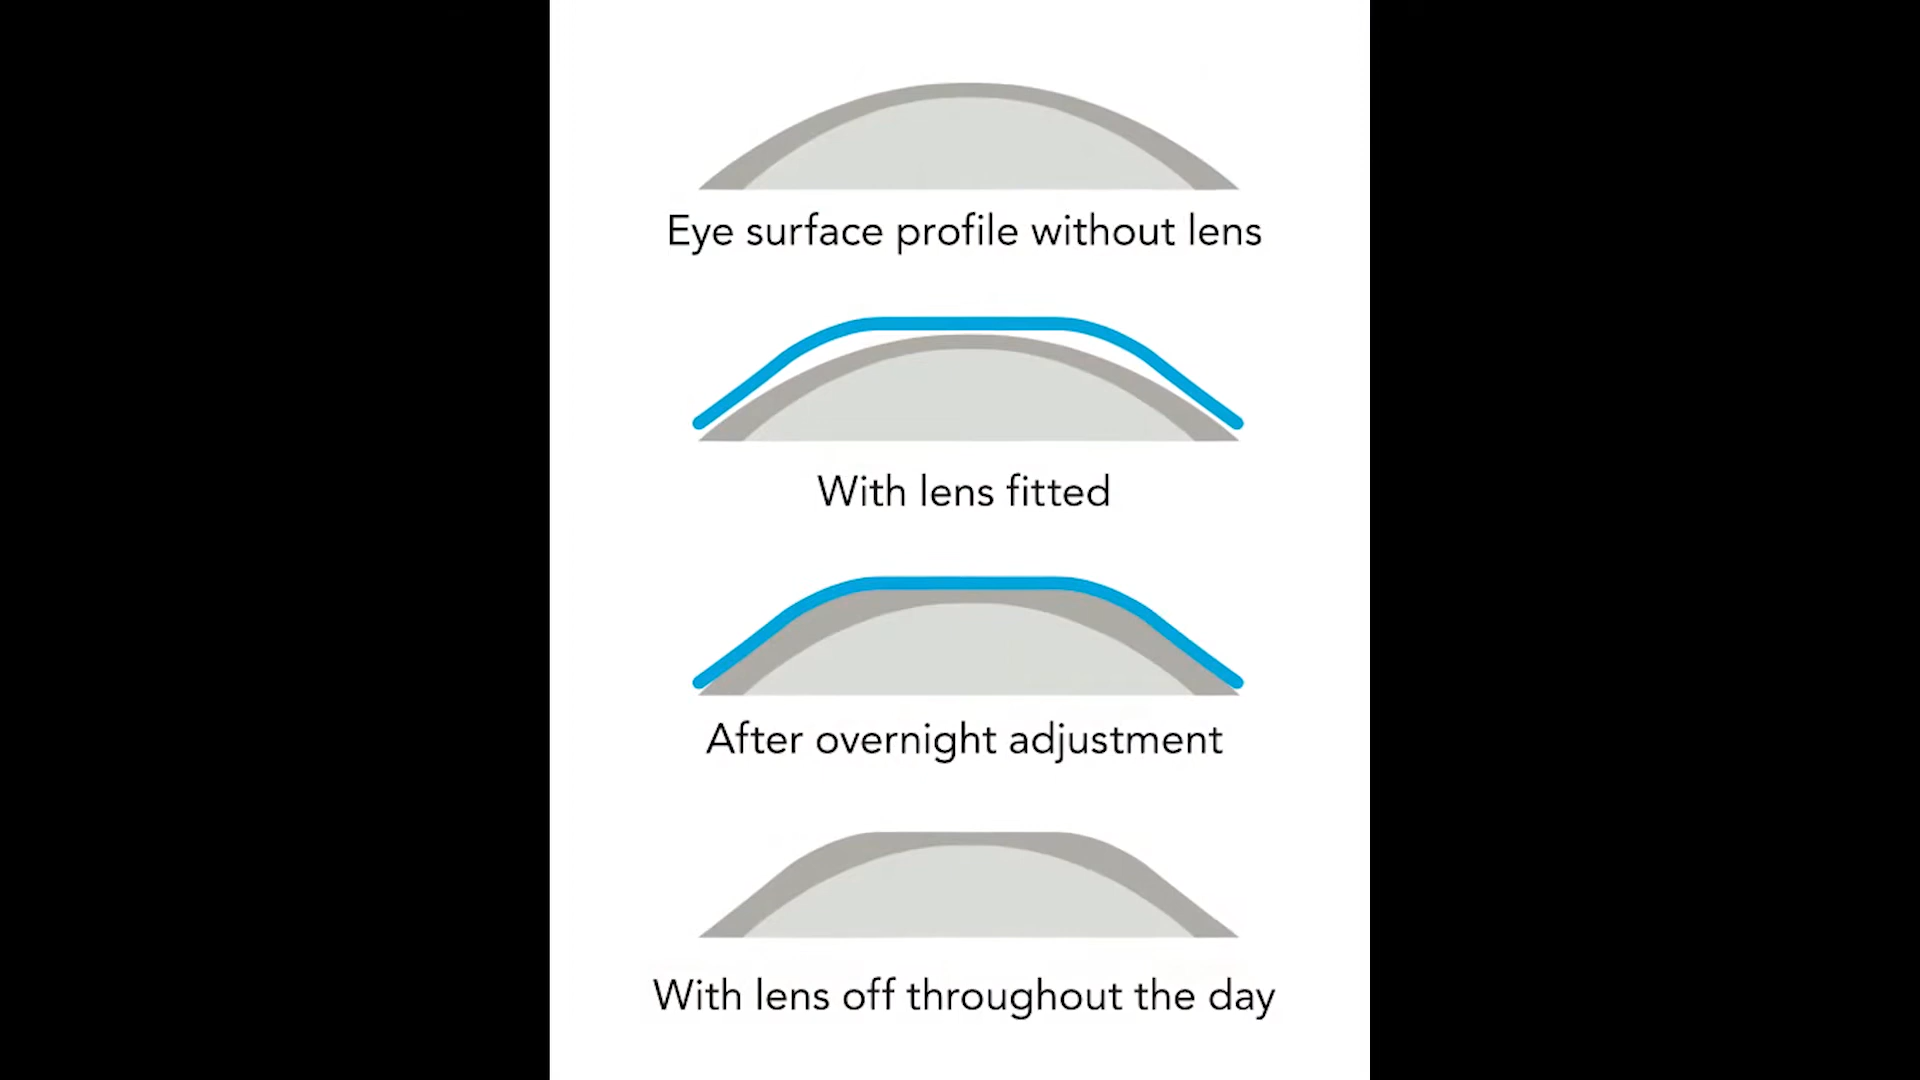 Eye surface profile without lens
With lens fitted
After overnight adjustment
With lens off throughout the day